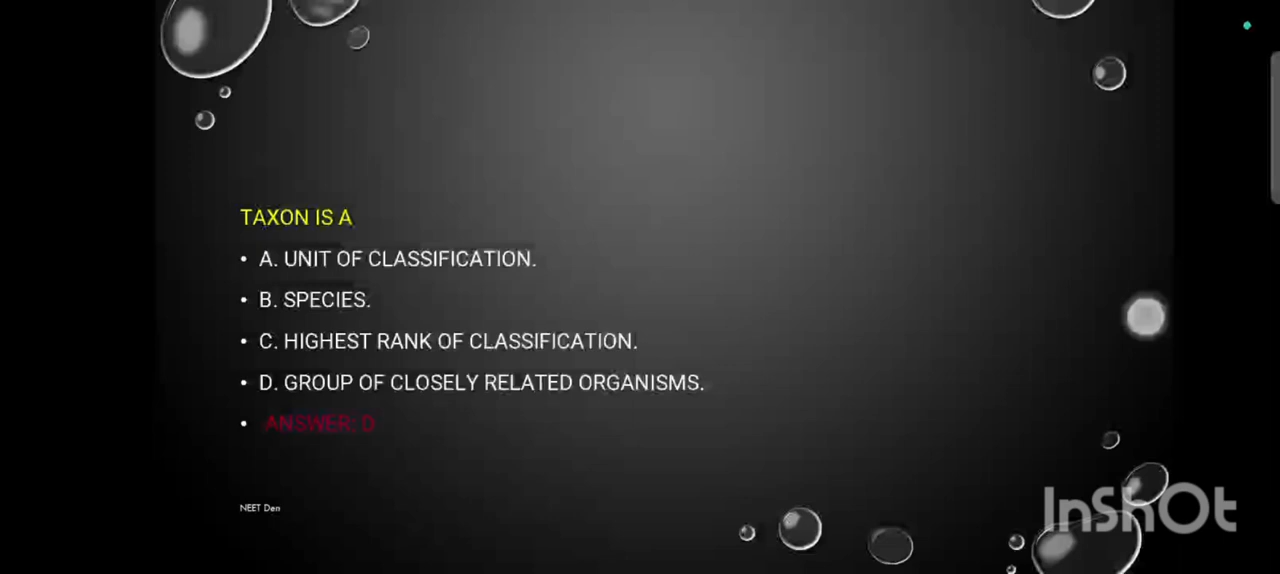 TAXON IS A
• A. UNIT OF CLASSIFICATION.
• B. SPECIES.
• C. HIGHEST RANK OF CLASSIFICATION.
• D. GROUP OF CLOSELY RELATED ORGANISMS.
• ANSWER: D
NEET Den
InShOt